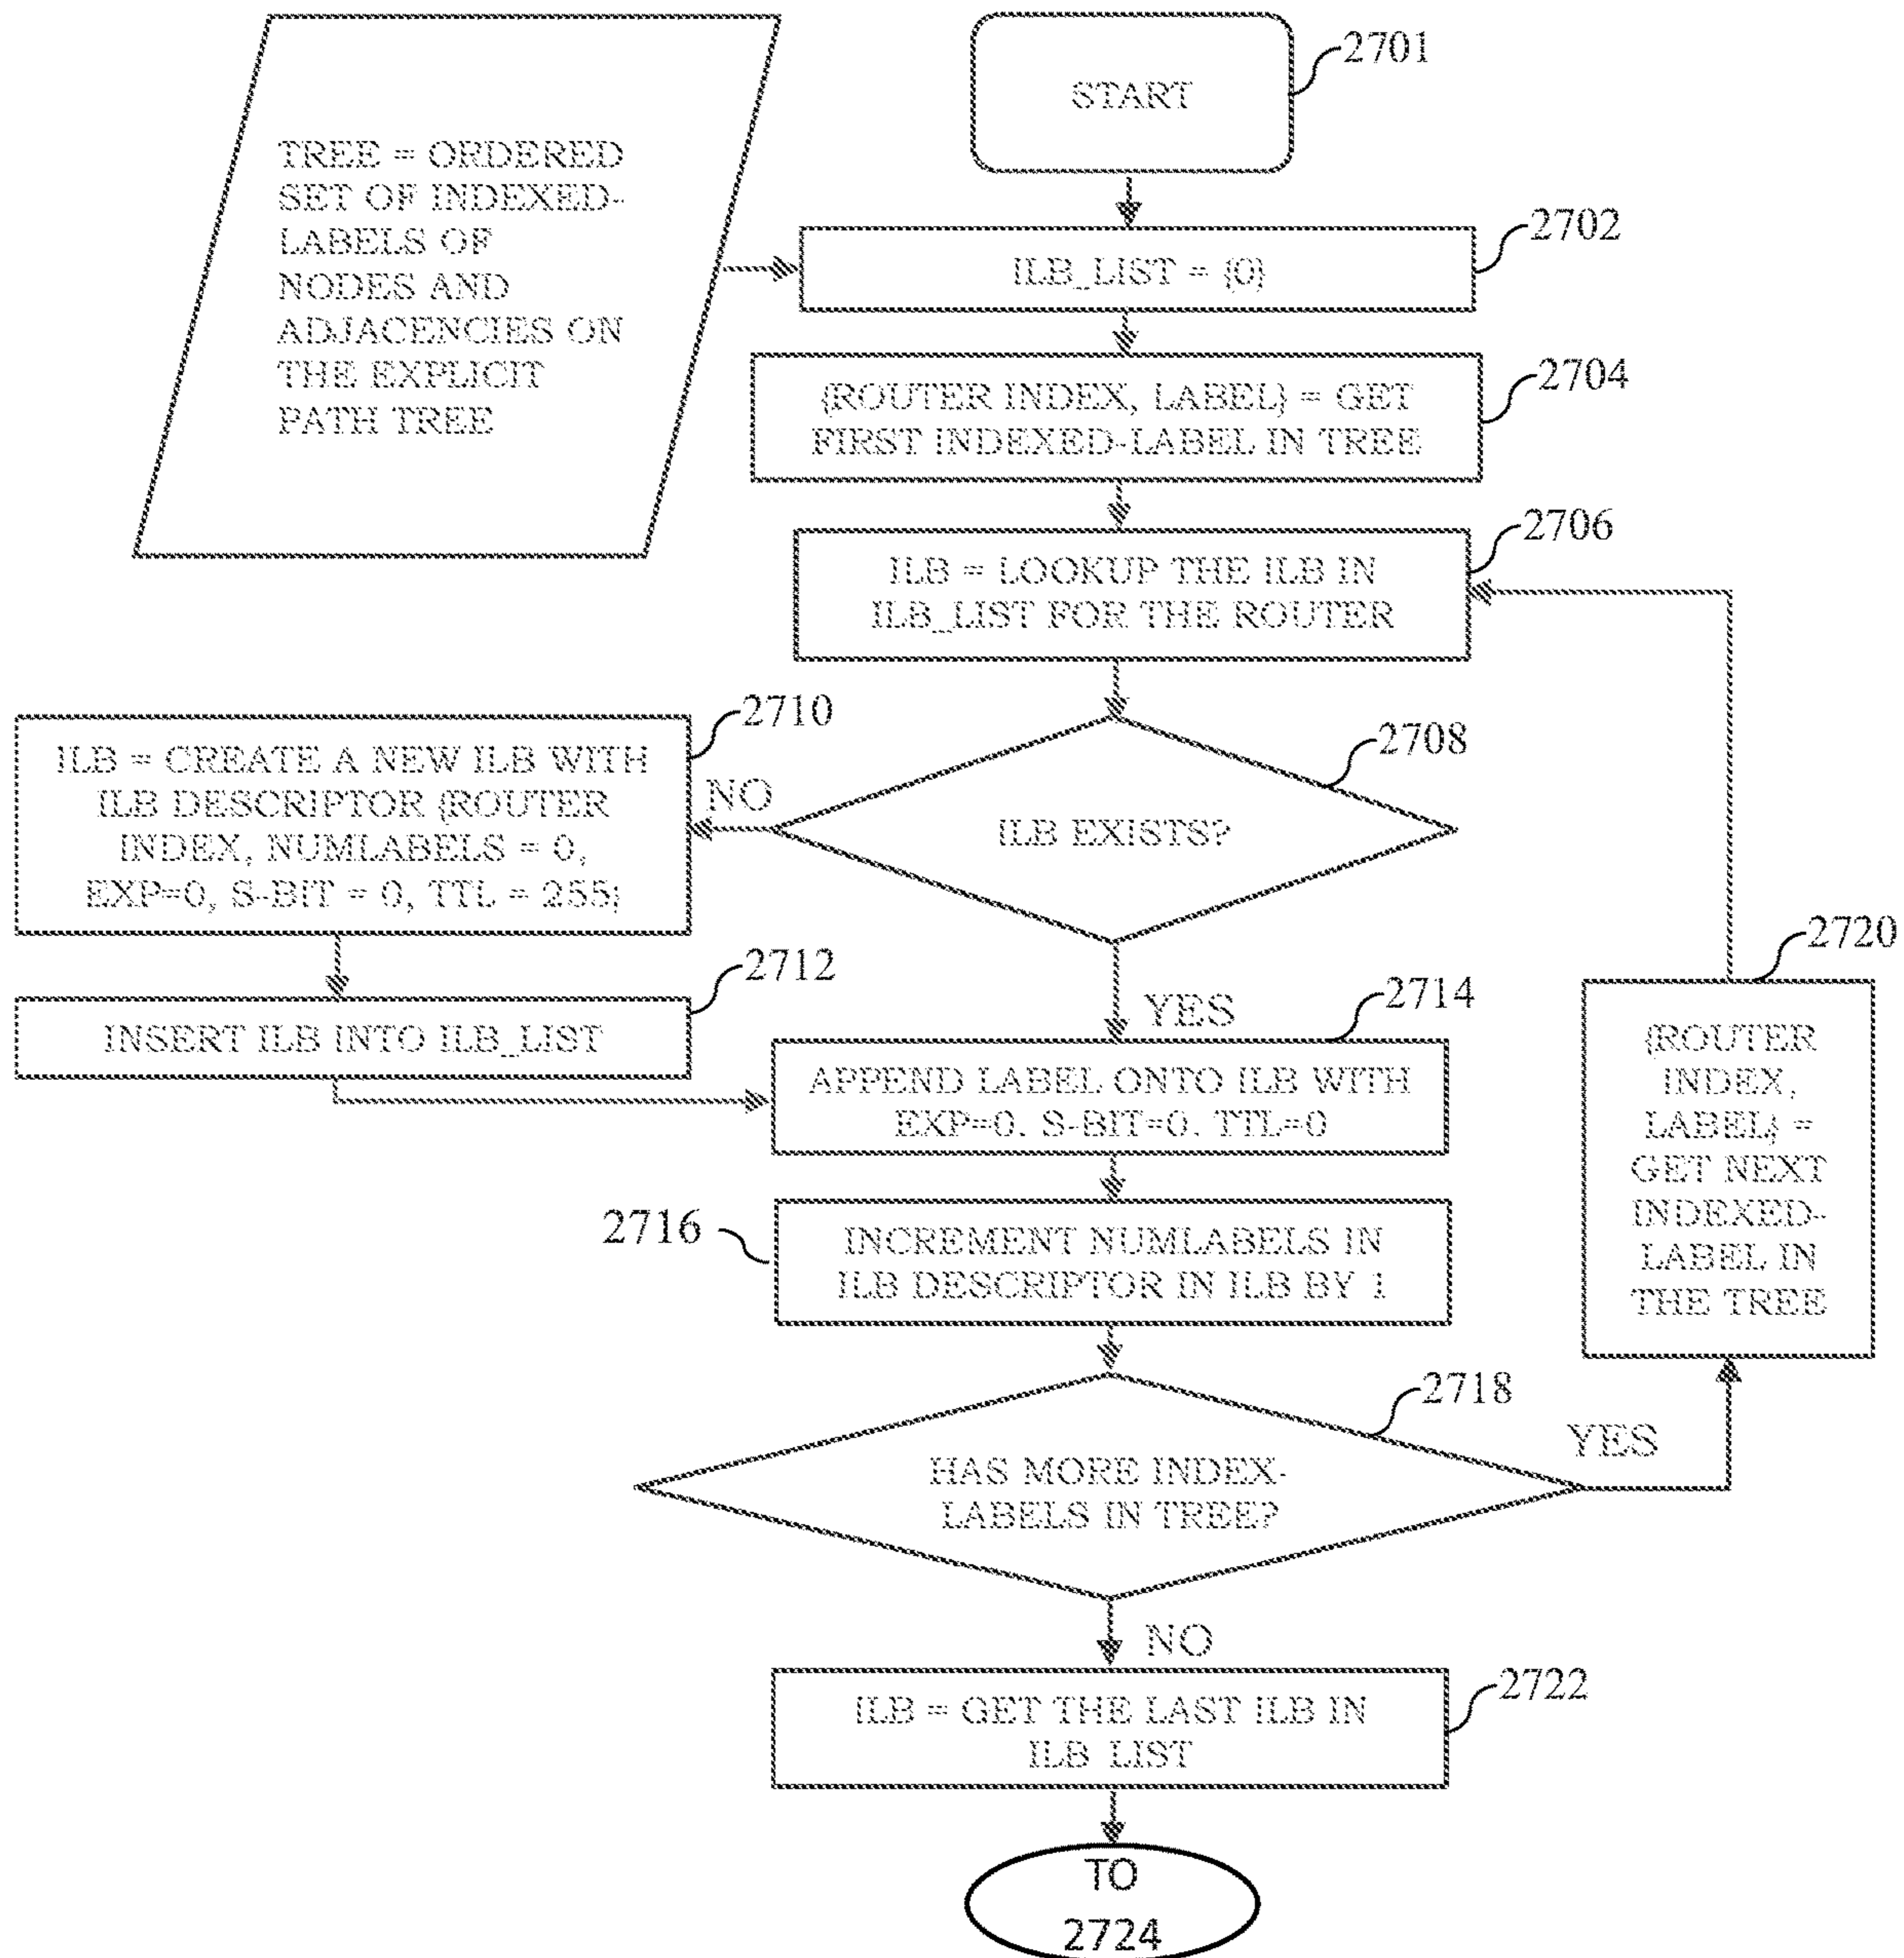 START
2701
TREE = ORDERED
SET OF INDEXED-
LABELS OF
NODES AND
ADJACENCIES ON
THE EXPLICIT
PATH TREE
2702
ILB_LIST = {0}
2704
{ROUTER INDEX, LABEL} = GET
FIRST INDEXED-LABEL IN TREE
2706
ILB = LOOKUP THE ILB IN
ILB_LIST FOR THE ROUTER
2708
ILB EXISTS?
NO
2710
ILB = CREATE A NEW ILB WITH
ILB DESCRIPTOR {ROUTER
INDEX, NUMLABELS = 0,
EXP=0, S-BIT = 0, TTL = 255}
2712
INSERT ILB INTO ILB_LIST
YES
2714
APPEND LABEL ONTO ILB WITH
EXP=0. S-BIT=0. TTL=0
2716
INCREMENT NUMLABELS IN
ILB DESCRIPTOR IN ILB BY 1
2718
HAS MORE INDEX-
LABELS IN TREE?
YES
2720
{ROUTER
INDEX,
LABEL} =
GET NEXT
INDEXED-
LABEL IN
THE TREE
NO
2722
ILB = GET THE LAST ILB IN
ILB LIST
TO
2724